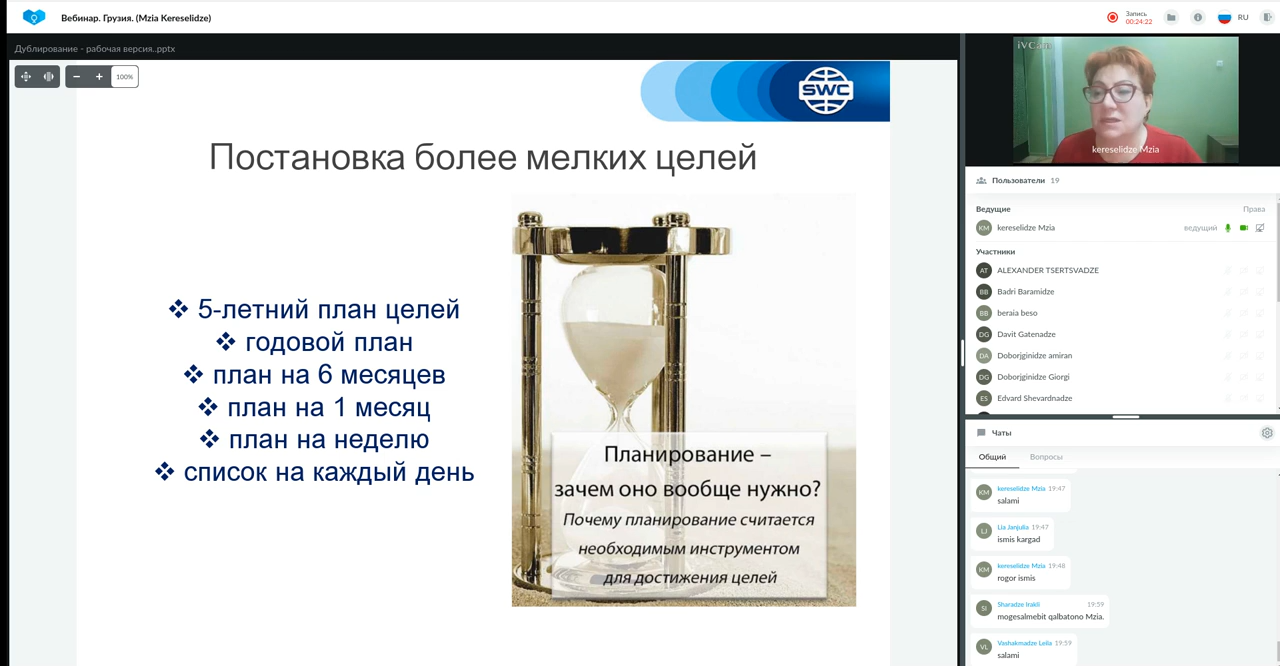 Вебинар. Грузия. (Mzia Kereselidze)
Запись
00:24:22
RU
Дублирование - рабочая версия..pptx
100%
SWC
Постановка более мелких целей
❖ 5-летний план целей
❖ годовой план
❖ план на 6 месяцев
❖ план на 1 месяц
❖ план на неделю
❖ список на каждый день
Планирование –
зачем оно вообще нужно?
Почему планирование считается
необходимым инструментом
для достижения целей
iVCam
kereselidze Mzia
Пользователи 19
Ведущие Права
KM kereselidze Mzia ведущий
Участники
AT ALEXANDER TSERTSVADZE
BB Badri Baramidze
BB beraia beso
DG Davit Gatenadze
DA Doborjginidze amiran
DG Doborjginidze Giorgi
ES Edvard Shevardnadze
Чаты
Общий Вопросы
KM kereselidze Mzia 19:47
salami
LJ Lia Janjulia 19:47
ismis kargad
KM kereselidze Mzia 19:48
rogor ismis
SI Sharadze Irakli 19:59
mogesalmebit qalbatono Mzia.
VL Vashakmadze Leila 19:59
salami